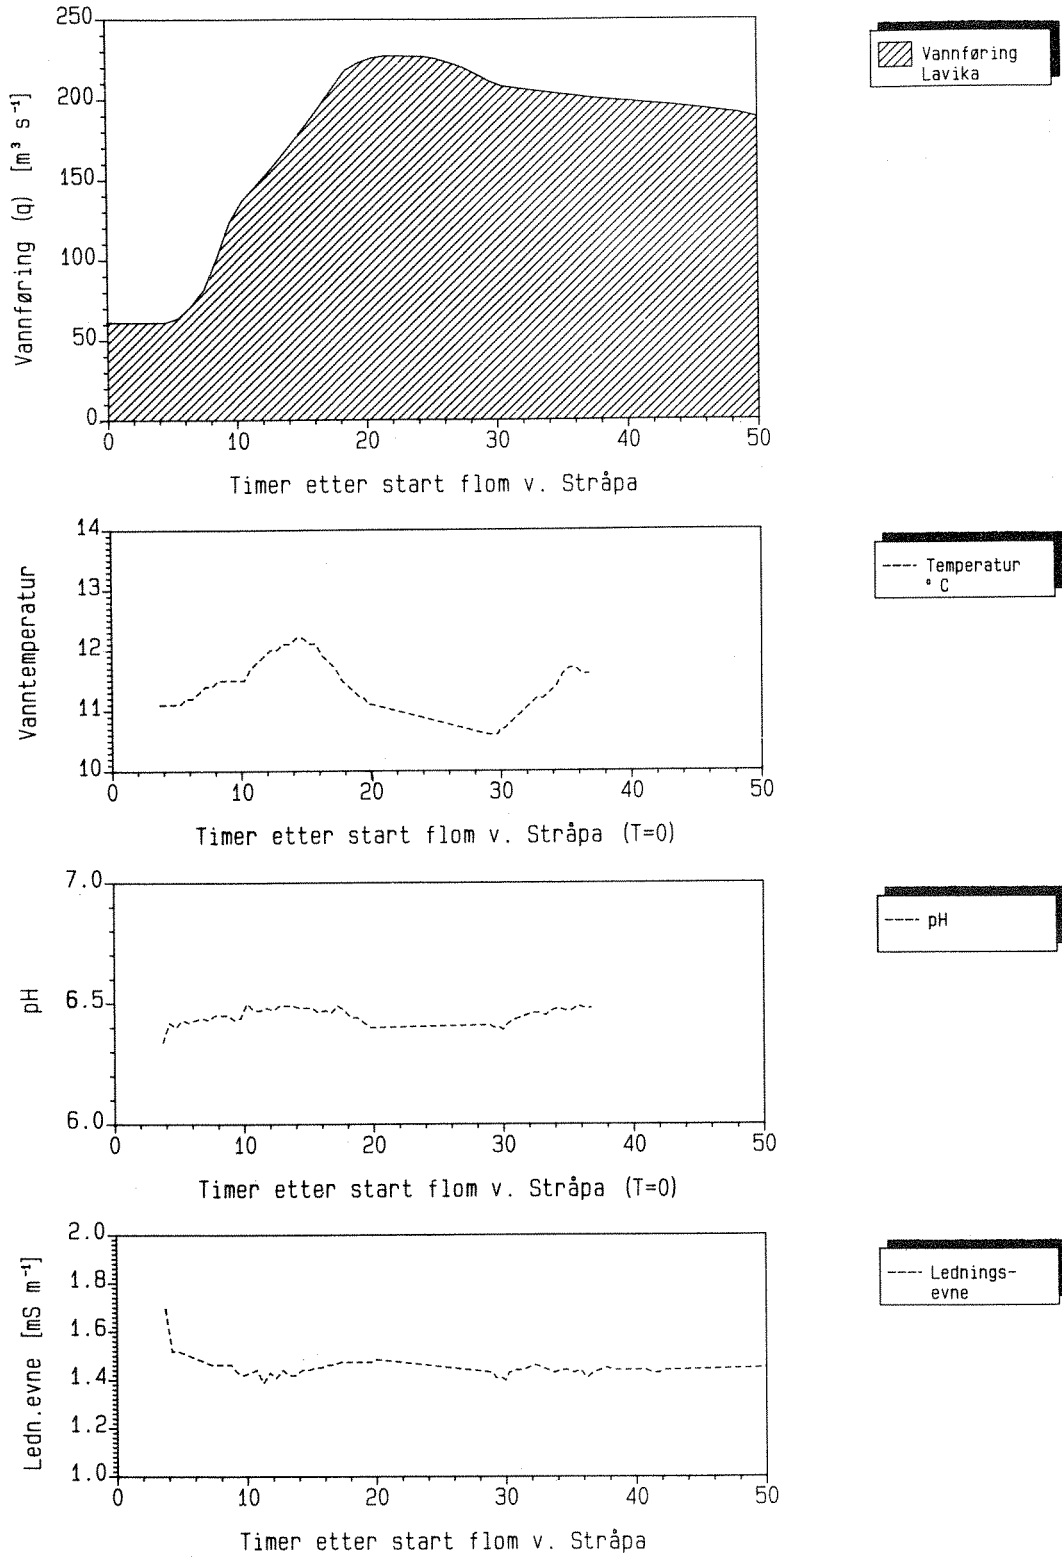 250
200
150
100
50
0
Vannføring (q) [m³ s⁻¹]
0 10 20 30 40 50
Timer etter start flom v. Stråpa
Vannføring
Lavika
14
13
12
11
10
Vanntemperatur
0 10 20 30 40 50
Timer etter start flom v. Stråpa (T=0)
---- Temperatur
° C
7.0
6.5
6.0
pH
0 10 20 30 40 50
Timer etter start flom v. Stråpa (T=0)
---- pH
2.0
1.8
1.6
1.4
1.2
1.0
Ledn.evne [mS m⁻¹]
0 10 20 30 40 50
Timer etter start flom v. Stråpa
---- Lednings-
evne